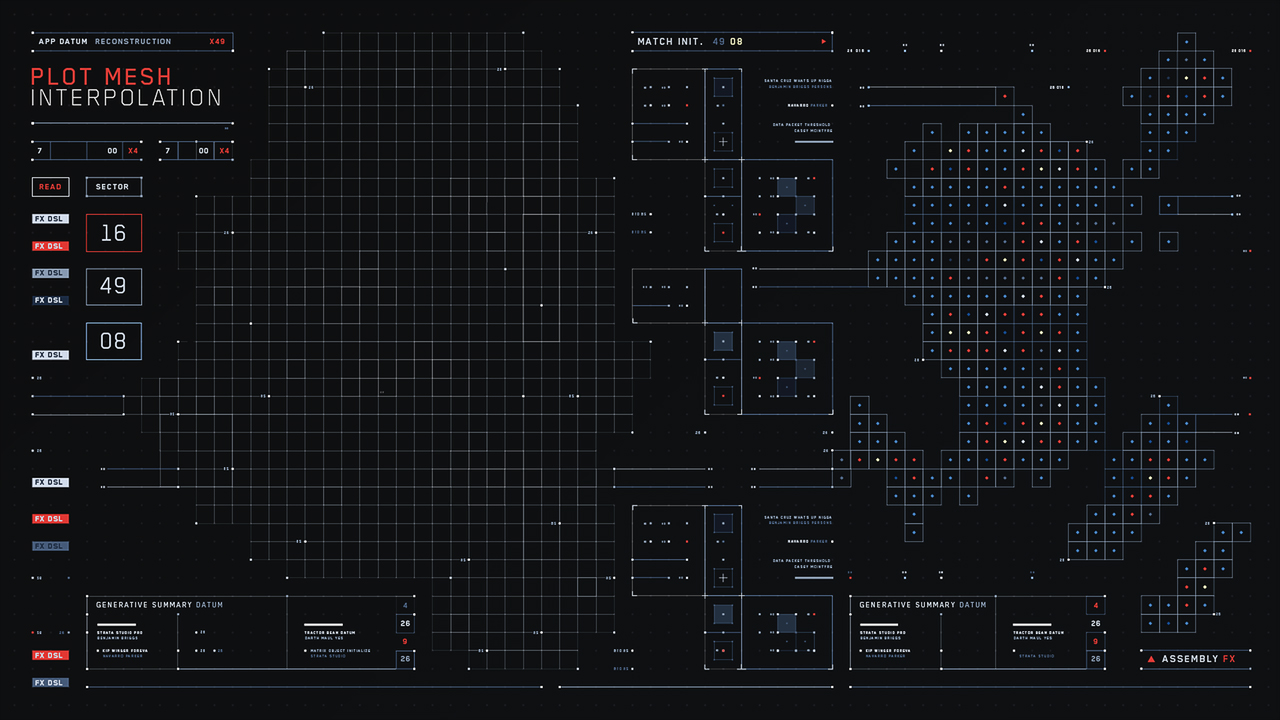 APP DATUM RECONSTRUCTION X49
PLOT MESH
INTERPOLATION
7 00 X4
7 00 X4
READ
SECTOR
FX DSL
16
FX DSL
FX DSL
49
FX DSL
08
FX DSL
FX DSL
FX DSL
FX DSL
FX DSL
FX DSL
GENERATIVE SUMMARY DATUM
4
26
9
26
STRATA STUDIO PRO
BENJAMIN BRIGGS
TRACTOR BEAM DATUM
DARTH MAUL YES
KIP WINGER FOREVA
NAVARRO PARKER
MATRIX OBJECT INITIALIZE
STRATA STUDIO
MATCH INIT. 49 08
SANTA CRUZ WHATS UP NIGGA
BENJAMIN BRIGGS PERSONS
NAVARRO PARKER
DATA PACKET THRESHOLD
CASEY MCINTYRE
SANTA CRUZ WHATS UP NIGGA
BENJAMIN BRIGGS PERSONS
NAVARRO PARKER
DATA PACKET THRESHOLD
CASEY MCINTYRE
GENERATIVE SUMMARY DATUM
4
26
9
26
STRATA STUDIO PRO
BENJAMIN BRIGGS
TRACTOR BEAM DATUM
DARTH MAUL YES
KIP WINGER FOREVA
NAVARRO PARKER
STRATA STUDIO
ASSEMBLY FX